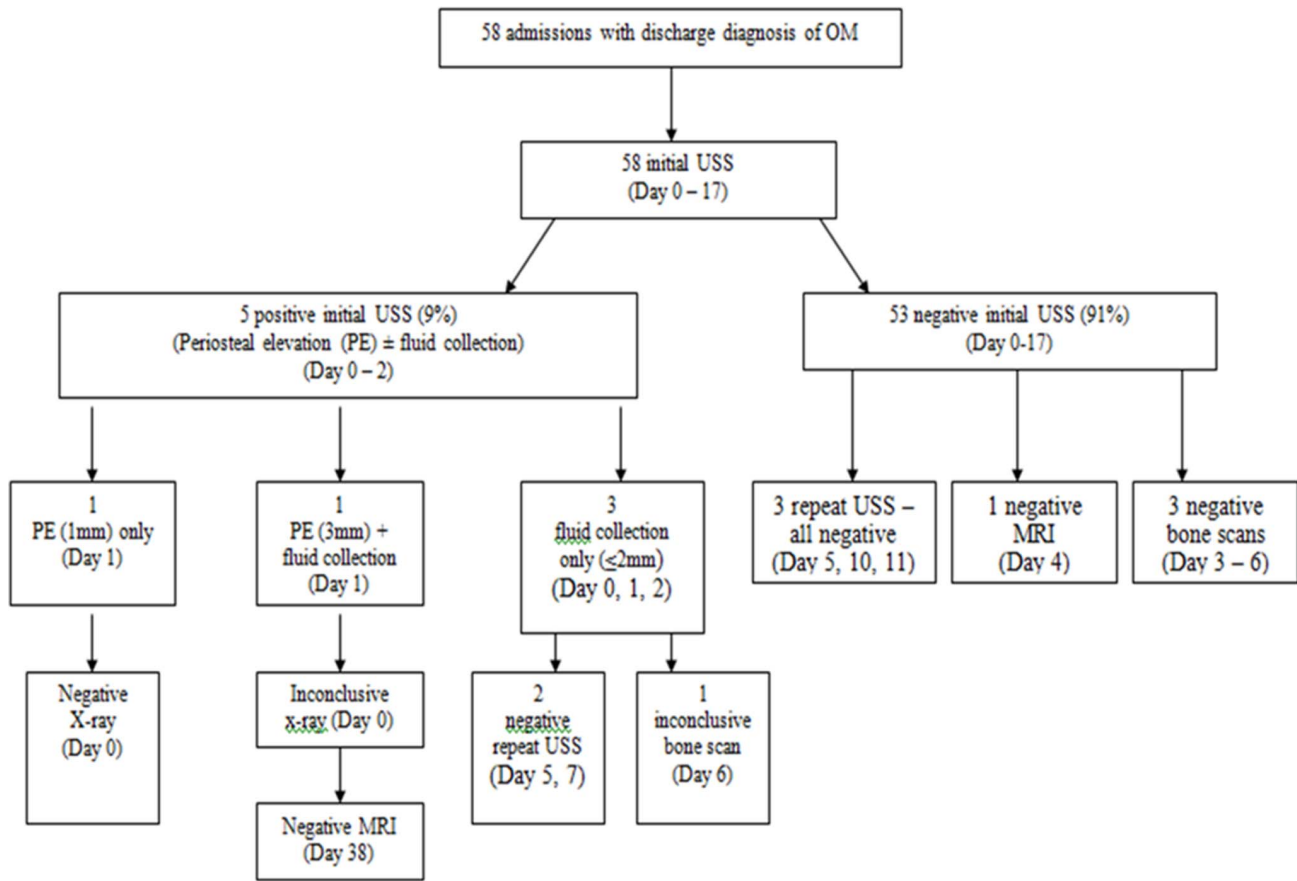 58 admissions with discharge diagnosis of OM
58 initial USS
(Day 0 – 17)
5 positive initial USS (9%)
(Periosteal elevation (PE) ± fluid collection)
(Day 0 – 2)
53 negative initial USS (91%)
(Day 0-17)
1
PE (1mm) only
(Day 1)
1
PE (3mm) +
fluid collection
(Day 1)
3
fluid collection
only (≤2mm)
(Day 0, 1, 2)
3 repeat USS –
all negative
(Day 5, 10, 11)
1 negative
MRI
(Day 4)
3 negative
bone scans
(Day 3 – 6)
Negative
X-ray
(Day 0)
Inconclusive
x-ray (Day 0)
2
negative
repeat USS
(Day 5, 7)
1
inconclusive
bone scan
(Day 6)
Negative MRI
(Day 38)